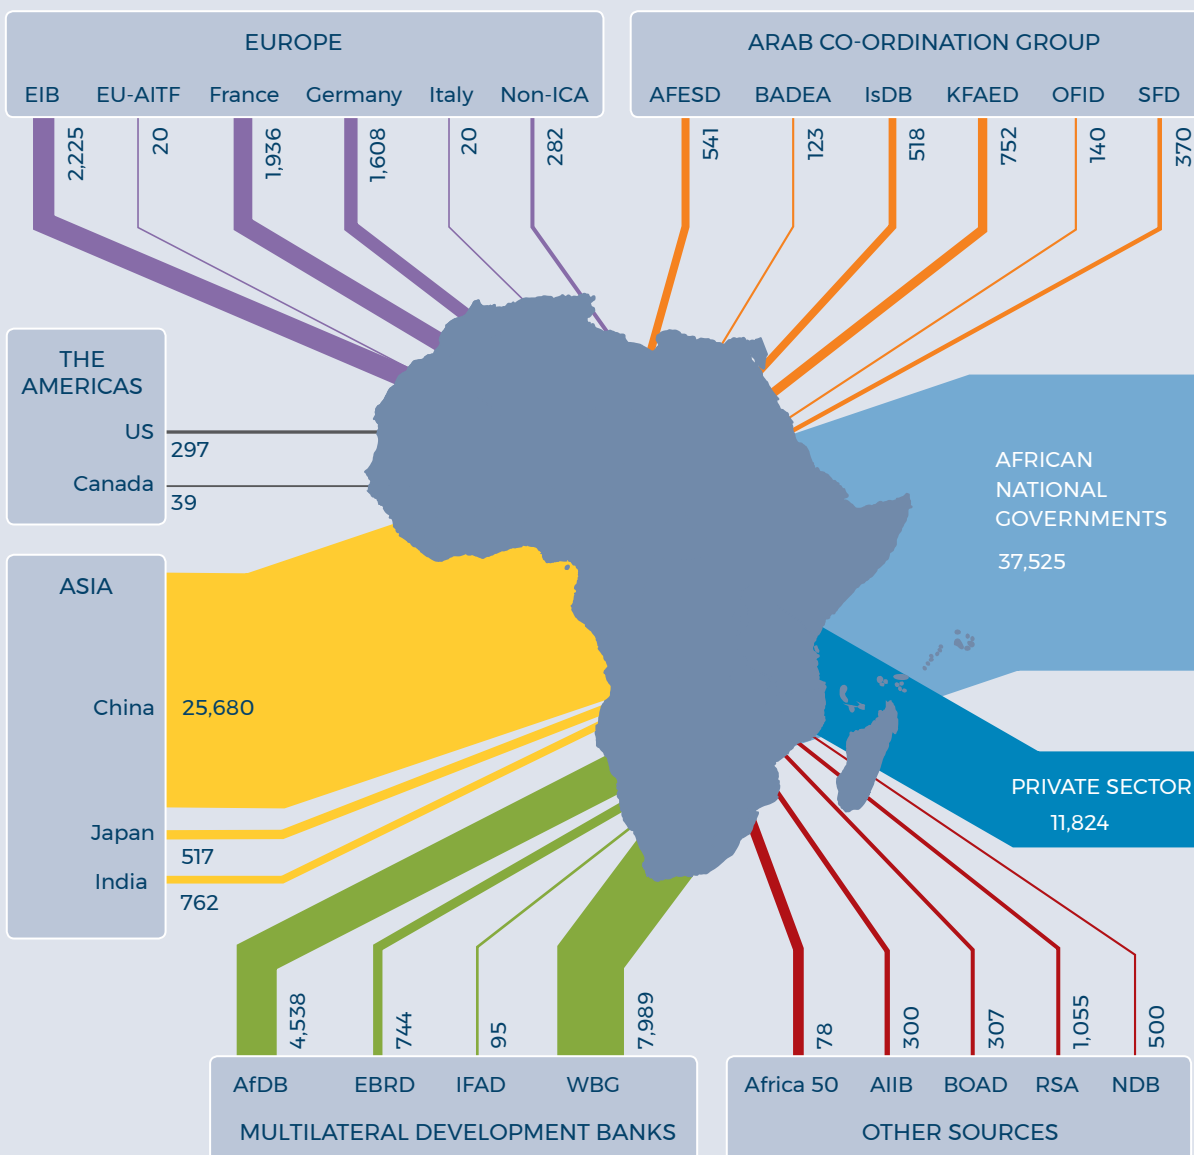 EUROPE
EIB EU-AITF France Germany Italy Non-ICA
2,225 20 1,936 1,608 20 282
ARAB CO-ORDINATION GROUP
AFESD BADEA IsDB KFAED OFID SFD
541 123 518 752 140 370
THE
AMERICAS
US
297
Canada
39
AFRICAN
NATIONAL
GOVERNMENTS
37,525
ASIA
China 25,680
Japan
517
India
762
PRIVATE SECTOR
11,824
4,538 744 95 7,989
AfDB EBRD IFAD WBG
MULTILATERAL DEVELOPMENT BANKS
78 300 307 1,055 500
Africa 50 AIIB BOAD RSA NDB
OTHER SOURCES